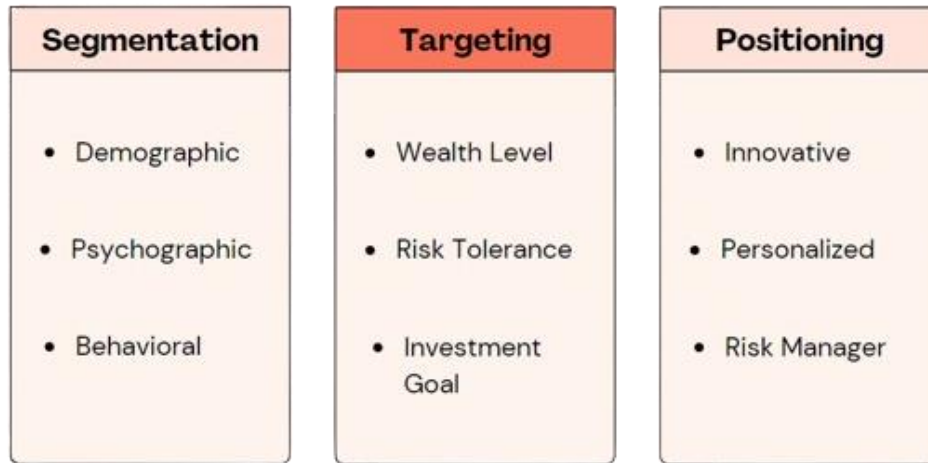 Segmentation
• Demographic
• Psychographic
• Behavioral
Targeting
• Wealth Level
• Risk Tolerance
• Investment
Goal
Positioning
• Innovative
• Personalized
• Risk Manager